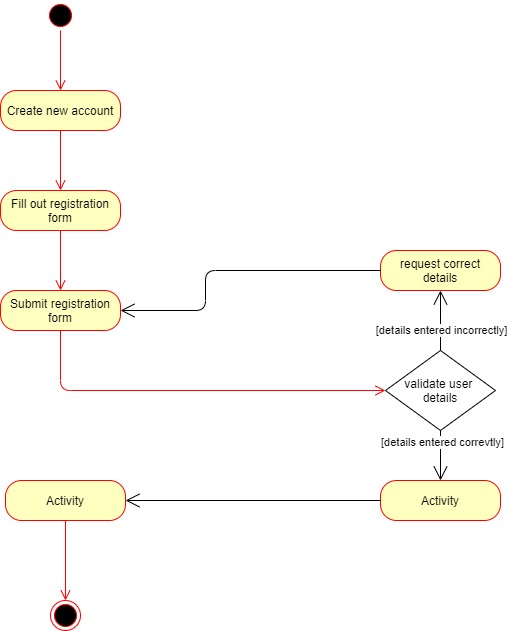 Create new account
Fill out registration
form
request correct
details
Submit registration
form
[details entered incorrectly]
validate user
details
[details entered correvtly]
Activity
Activity